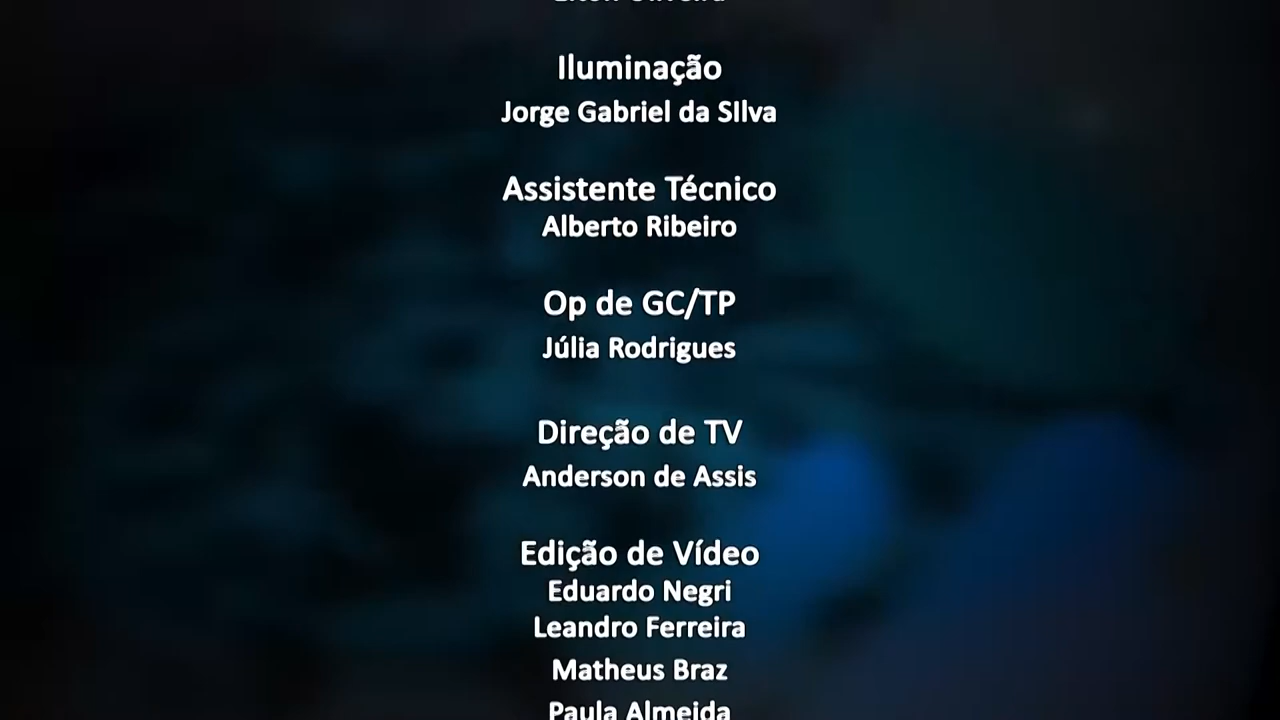 Iluminação
Jorge Gabriel da SIlva
Assistente Técnico
Alberto Ribeiro
Op de GC/TP
Júlia Rodrigues
Direção de TV
Anderson de Assis
Edição de Vídeo
Eduardo Negri
Leandro Ferreira
Matheus Braz
Paula Almeida